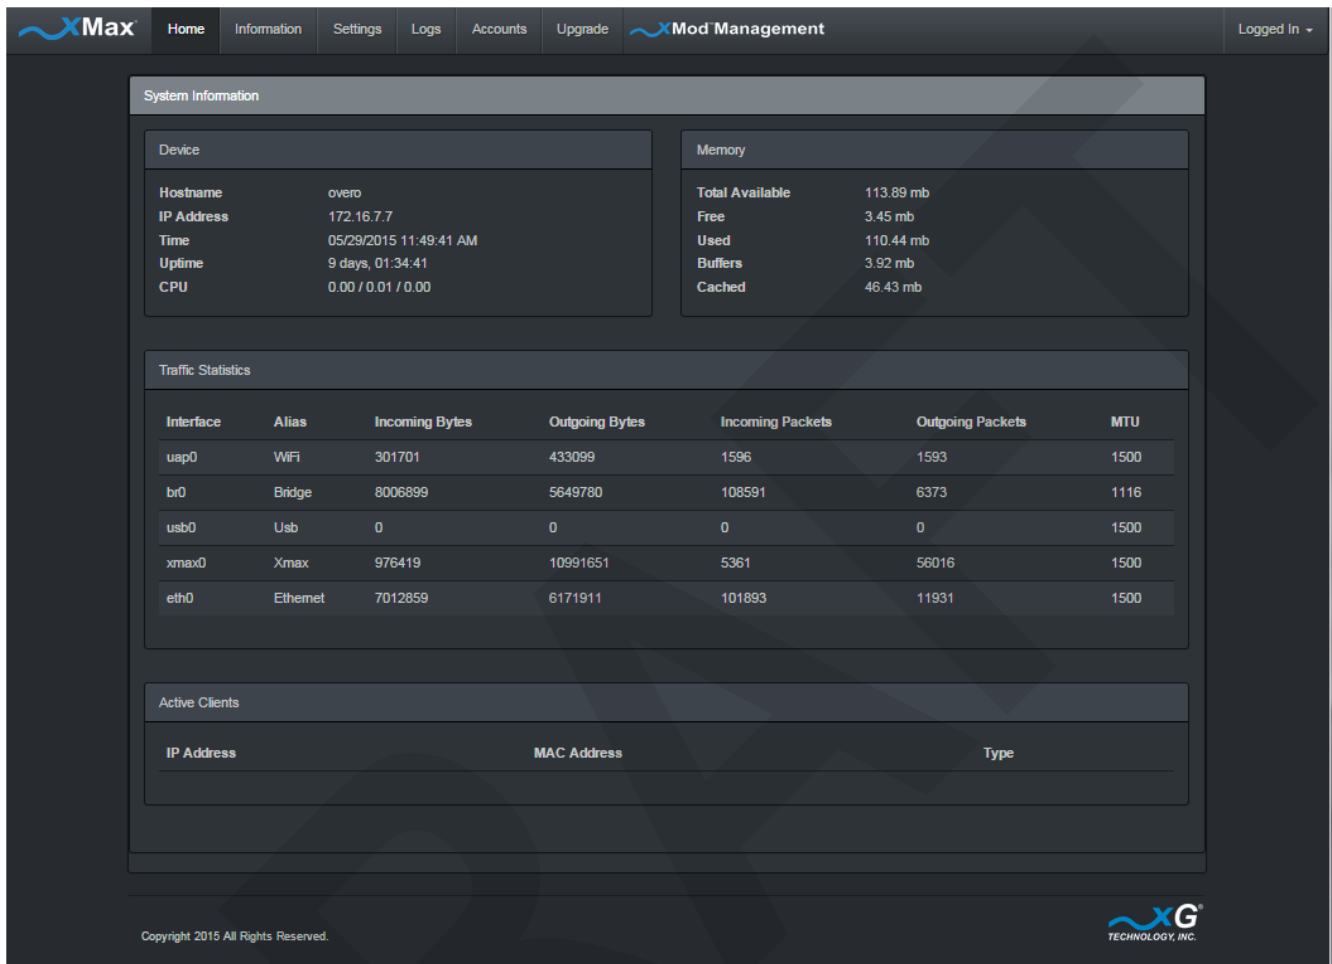 xMax Home Information Settings Logs Accounts Upgrade xMod™Management Logged In
System Information
Device Memory
Hostname overo Total Available 113.89 mb
IP Address 172.16.7.7 Free 3.45 mb
Time 05/29/2015 11:49:41 AM Used 110.44 mb
Uptime 9 days, 01:34:41 Buffers 3.92 mb
CPU 0.00 / 0.01 / 0.00 Cached 46.43 mb
Traffic Statistics
Interface Alias Incoming Bytes Outgoing Bytes Incoming Packets Outgoing Packets MTU
uap0 WiFi 301701 433099 1596 1593 1500
br0 Bridge 8006899 5649780 108591 6373 1116
usb0 Usb 0 0 0 0 1500
xmax0 Xmax 976419 10991651 5361 56016 1500
eth0 Ethernet 7012859 6171911 101893 11931 1500
Active Clients
IP Address MAC Address Type
xG®
Copyright 2015 All Rights Reserved. TECHNOLOGY, INC.
DRAFT